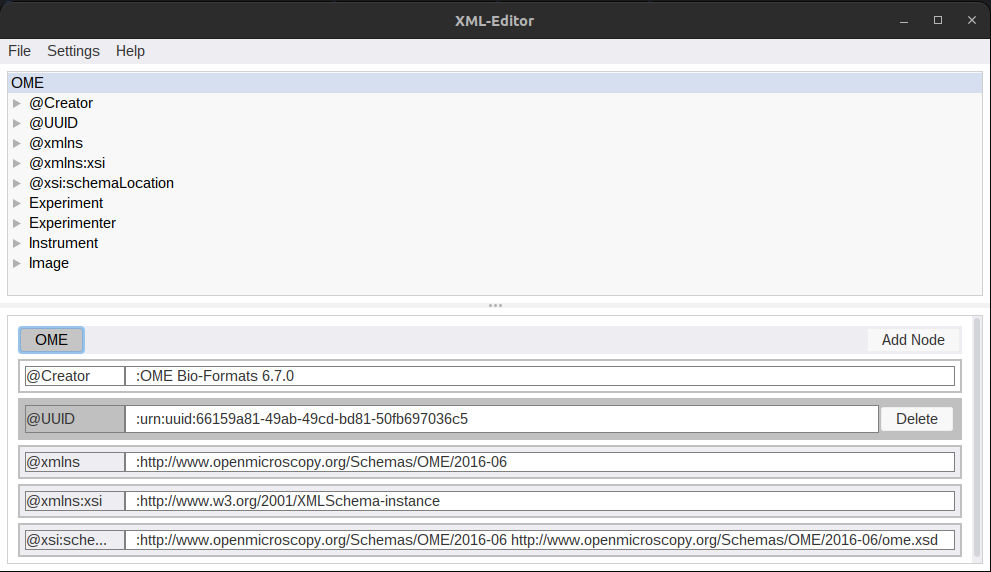 XML-Editor
File Settings Help
OME
@Creator
@UUID
@xmlns
@xmlns:xsi
@xsi:schemaLocation
Experiment
Experimenter
Instrument
Image
OME Add Node
@Creator :OME Bio-Formats 6.7.0
@UUID :urn:uuid:66159a81-49ab-49cd-bd81-50fb697036c5 Delete
@xmlns :http://www.openmicroscopy.org/Schemas/OME/2016-06
@xmlns:xsi :http://www.w3.org/2001/XMLSchema-instance
@xsi:sche... :http://www.openmicroscopy.org/Schemas/OME/2016-06 http://www.openmicroscopy.org/Schemas/OME/2016-06/ome.xsd